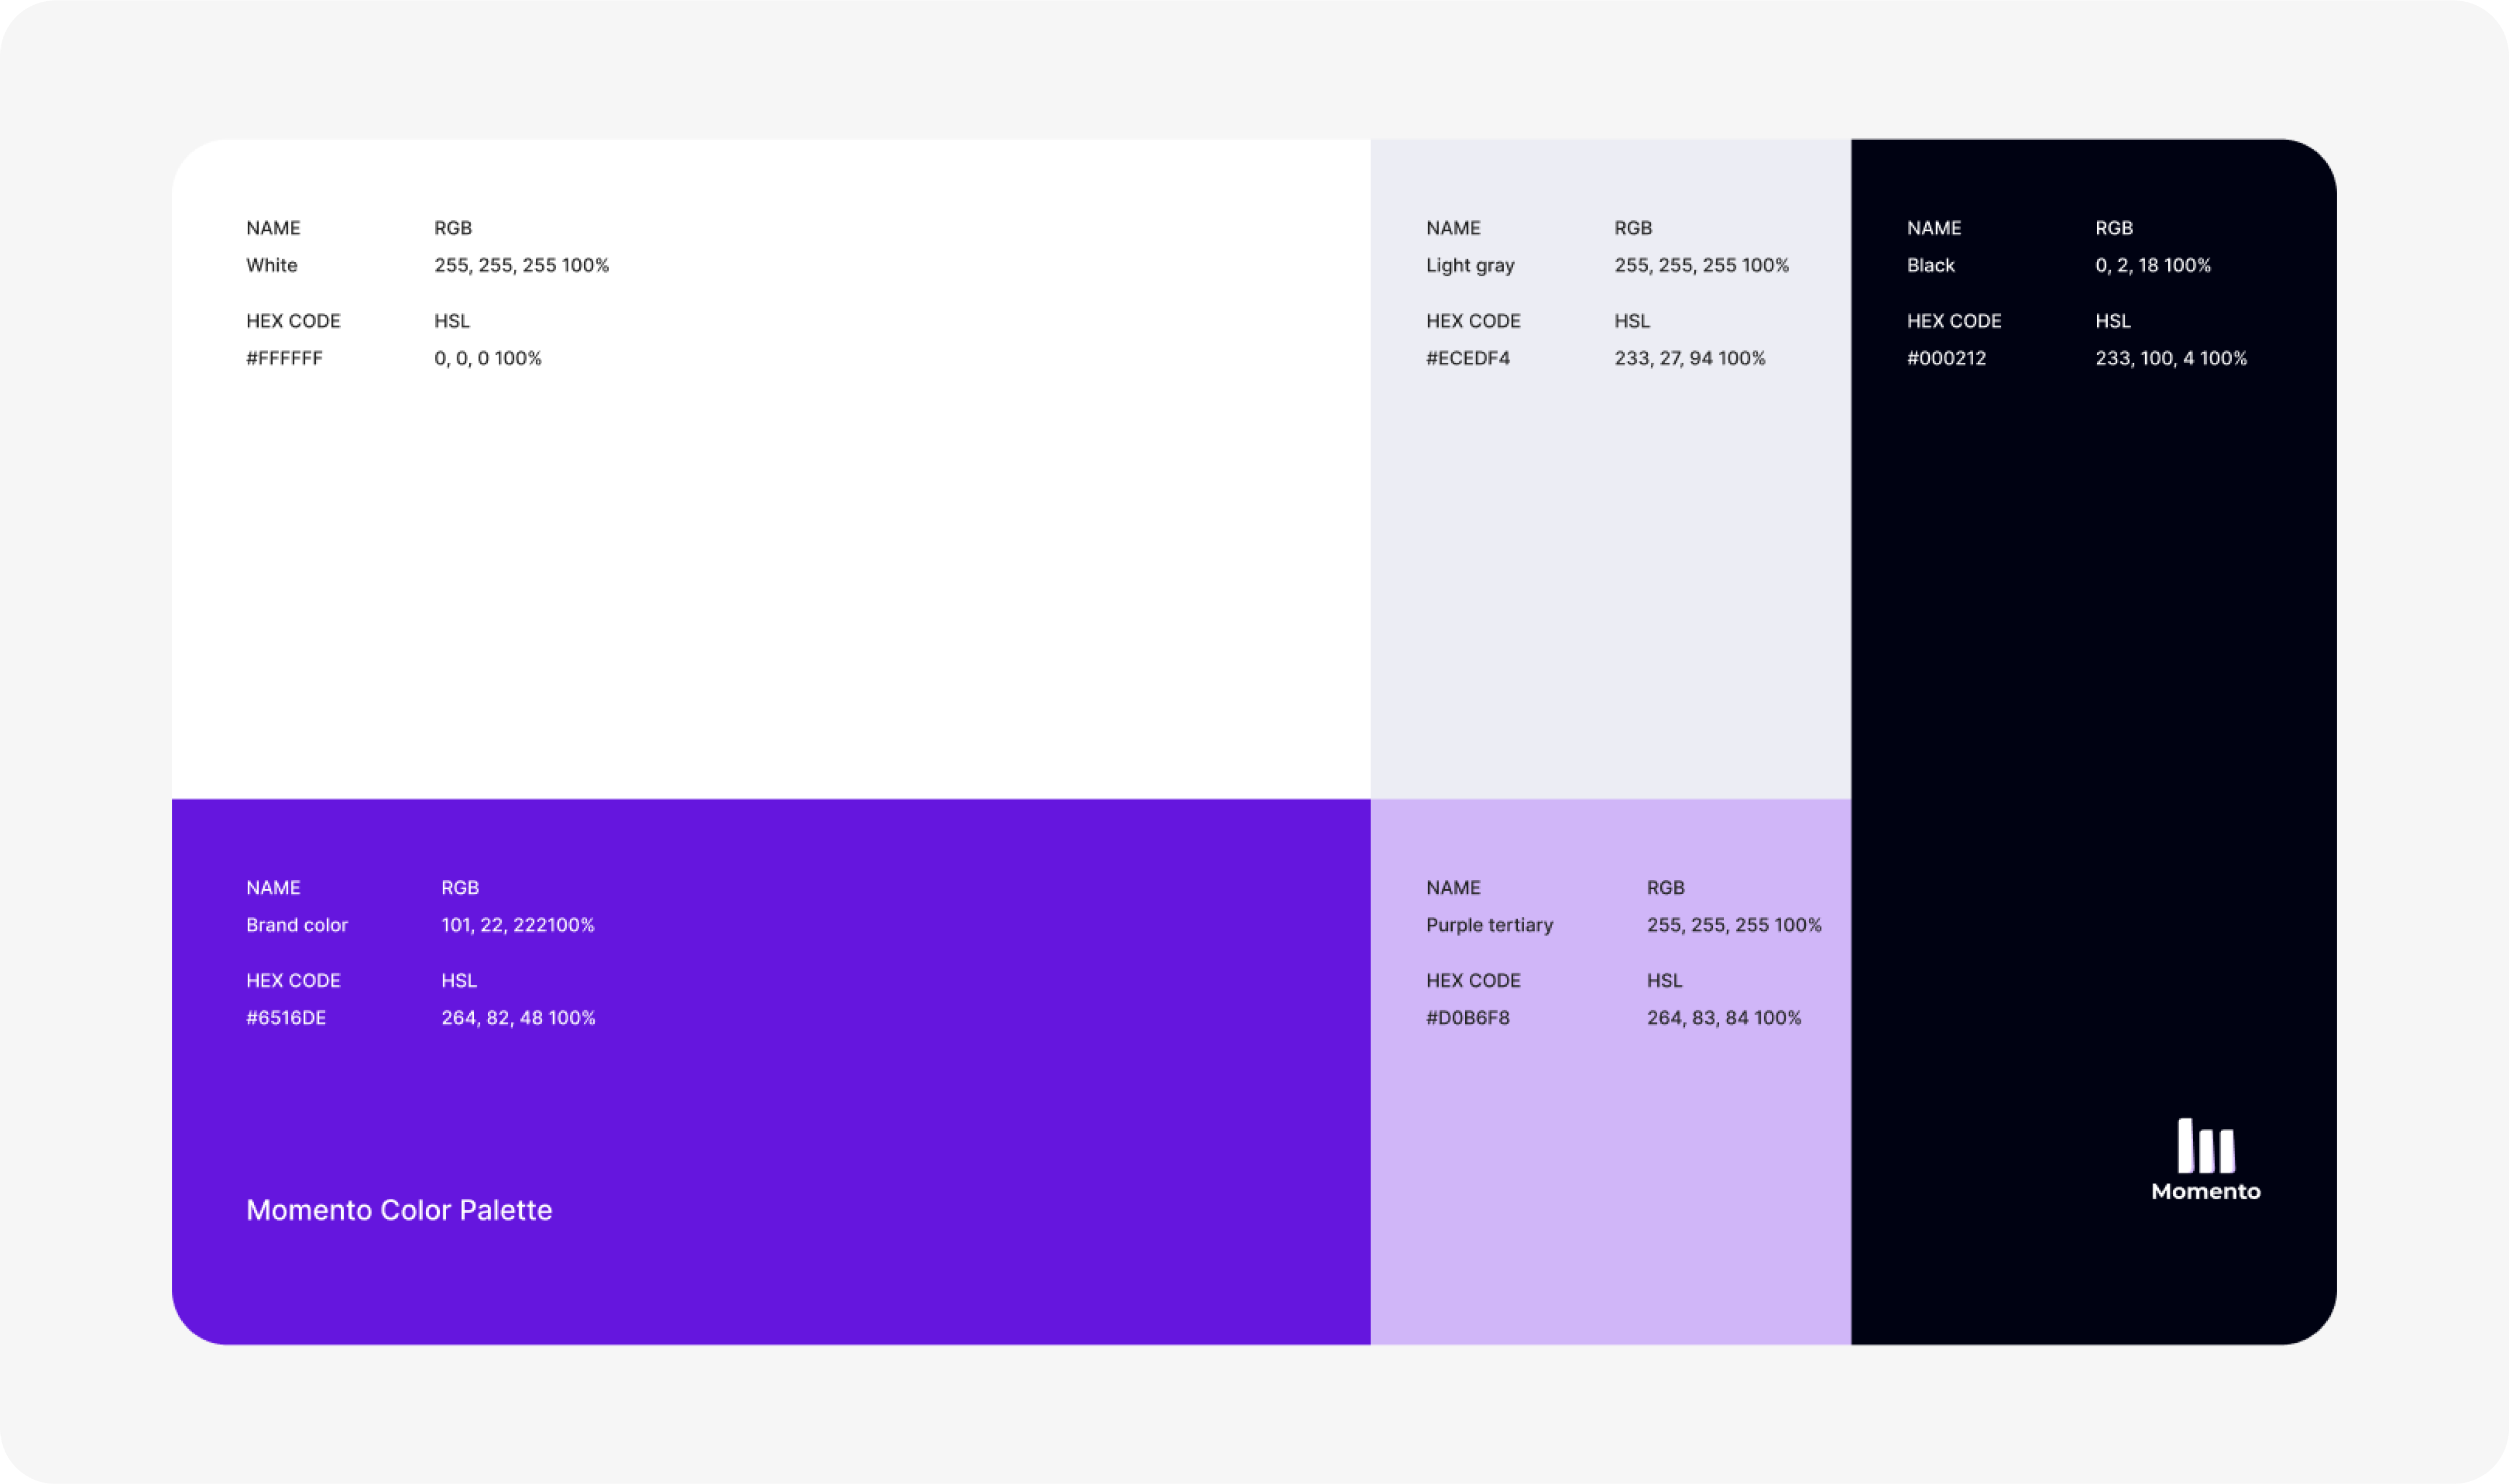 NAME RGB
White 255, 255, 255 100%
HEX CODE HSL
#FFFFFF 0, 0, 0 100%
NAME RGB
Light gray 255, 255, 255 100%
HEX CODE HSL
#ECEDF4 233, 27, 94 100%
NAME RGB
Black 0, 2, 18 100%
HEX CODE HSL
#000212 233, 100, 4 100%
NAME RGB
Brand color 101, 22, 222100%
HEX CODE HSL
#6516DE 264, 82, 48 100%
Momento Color Palette
NAME RGB
Purple tertiary 255, 255, 255 100%
HEX CODE HSL
#D0B6F8 264, 83, 84 100%
Momento